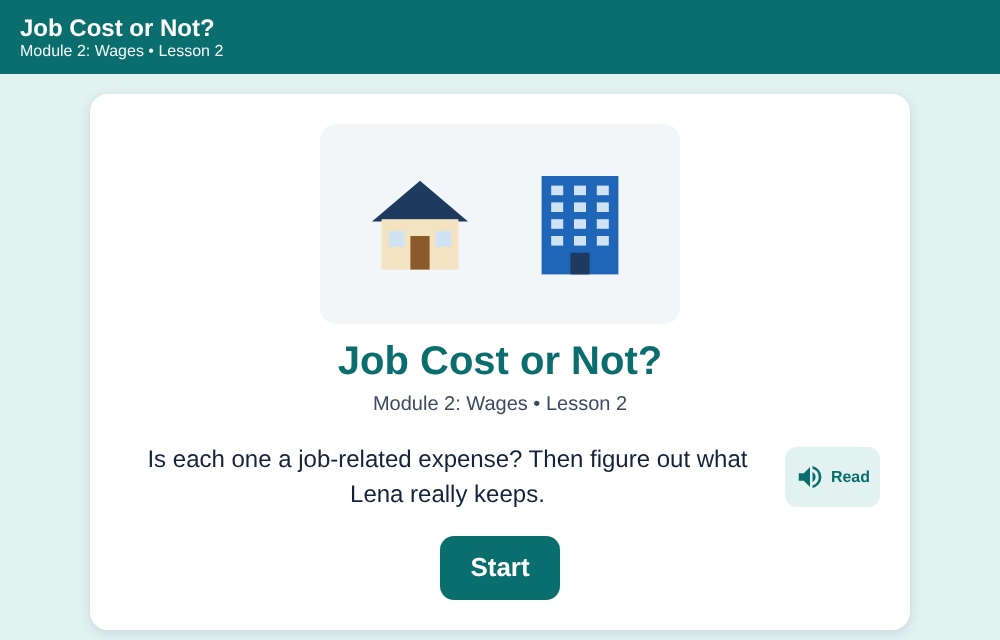 Job Cost or Not?
Module 2: Wages • Lesson 2
Job Cost or Not?
Module 2: Wages • Lesson 2
Is each one a job-related expense? Then figure out what
Lena really keeps.
Read
Start